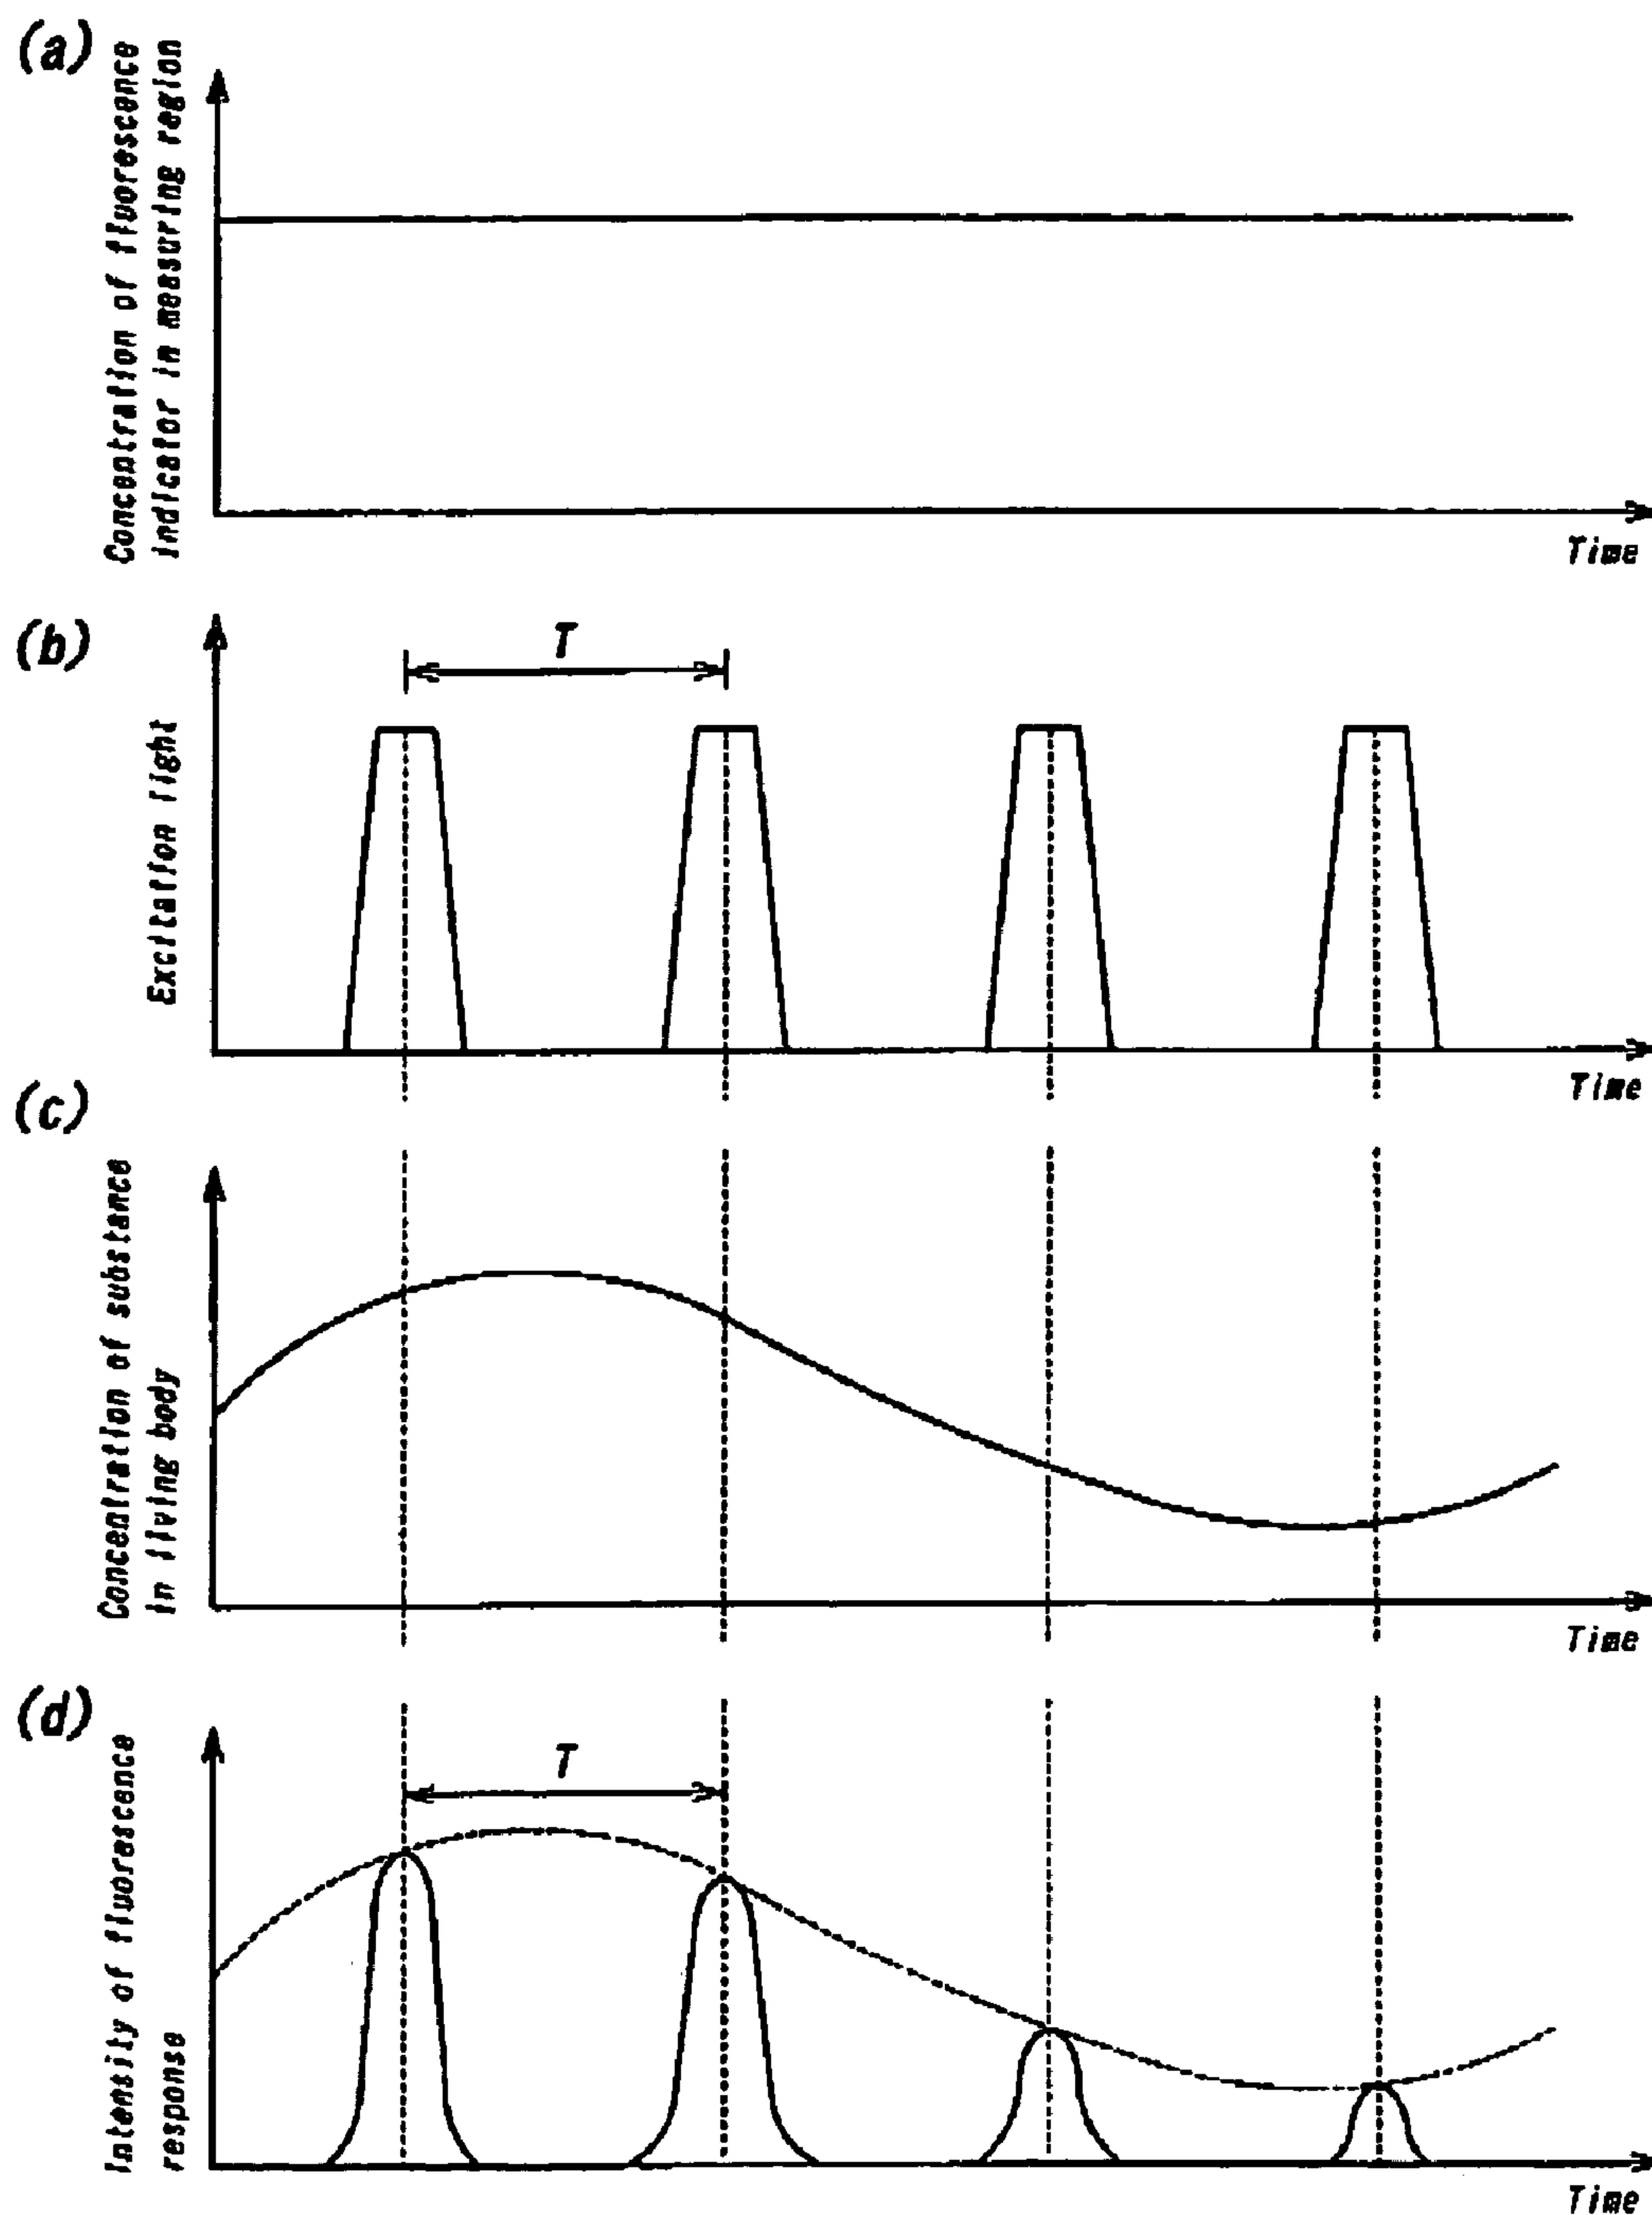 (a)
Concentration of fluorescence
indicator in measuring region
Time
(b)
T
Excitation light
Time
(c)
Concentration of substance
in living body
Time
(d)
T
Intensity of fluorescence
response
Time